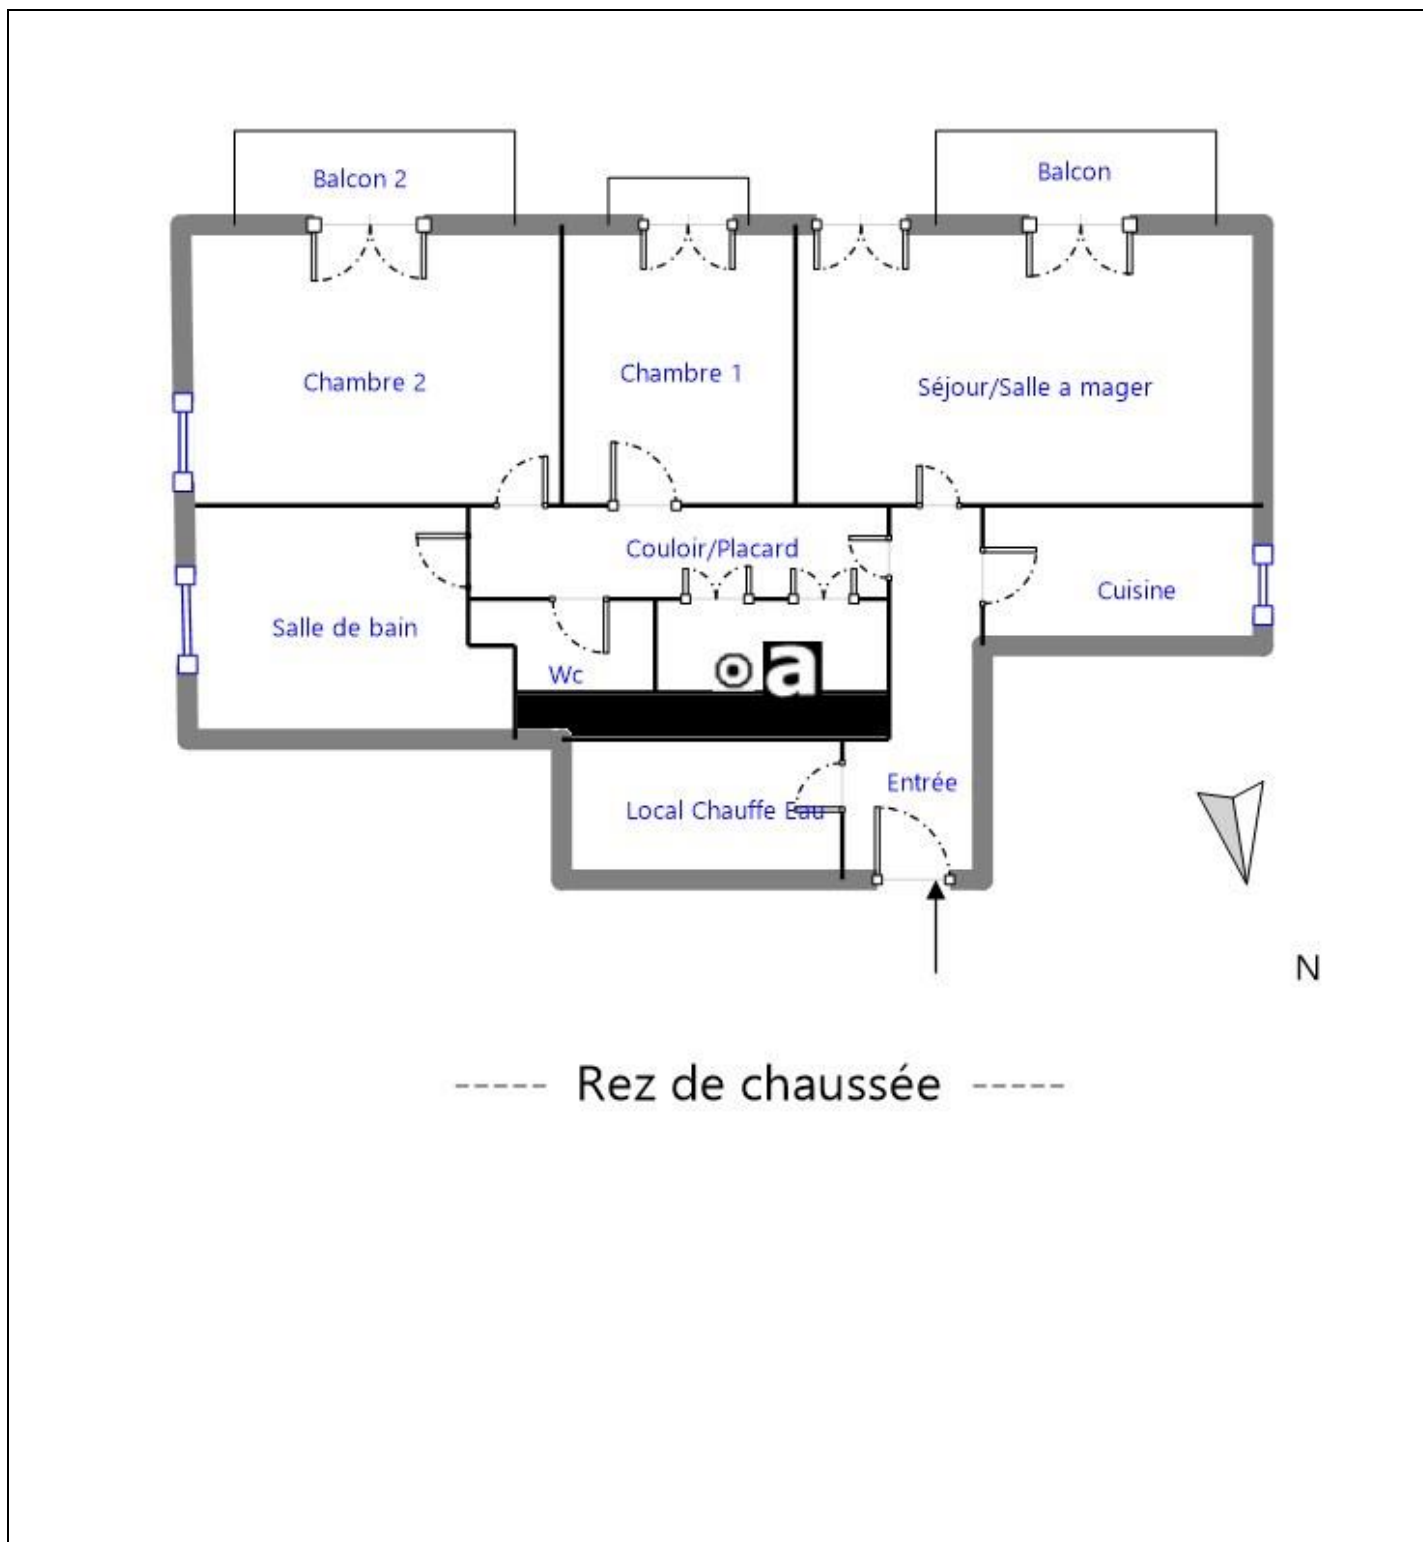 Balcon 2
Balcon
Chambre 2
Chambre 1
Séjour/Salle a mager
Couloir/Placard
Cuisine
Salle de bain
Wc
a
Entrée
Local Chauffe Eau
N
----- Rez de chaussée -----